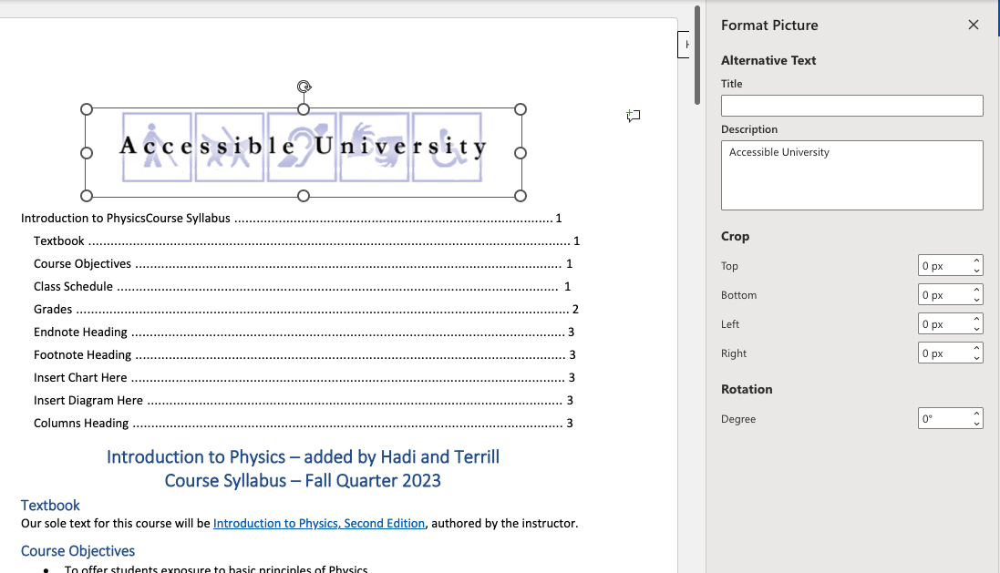 Format Picture
Alternative Text
Title
Description
Accessible University
Crop
Top 0 px
Bottom 0 px
Left 0 px
Right 0 px
Rotation
Degree 0°
Accessible University
Introduction to PhysicsCourse Syllabus ........................................................................................ 1
Textbook ................................................................................................................................... 1
Course Objectives ..................................................................................................................... 1
Class Schedule .......................................................................................................................... 1
Grades ....................................................................................................................................... 2
Endnote Heading ....................................................................................................................... 3
Footnote Heading ...................................................................................................................... 3
Insert Chart Here ....................................................................................................................... 3
Insert Diagram Here ................................................................................................................... 3
Columns Heading ...................................................................................................................... 3
Introduction to Physics – added by Hadi and Terrill
Course Syllabus – Fall Quarter 2023
Textbook
Our sole text for this course will be Introduction to Physics, Second Edition, authored by the instructor.
Course Objectives
• To offer students exposure to basic principles of Physics